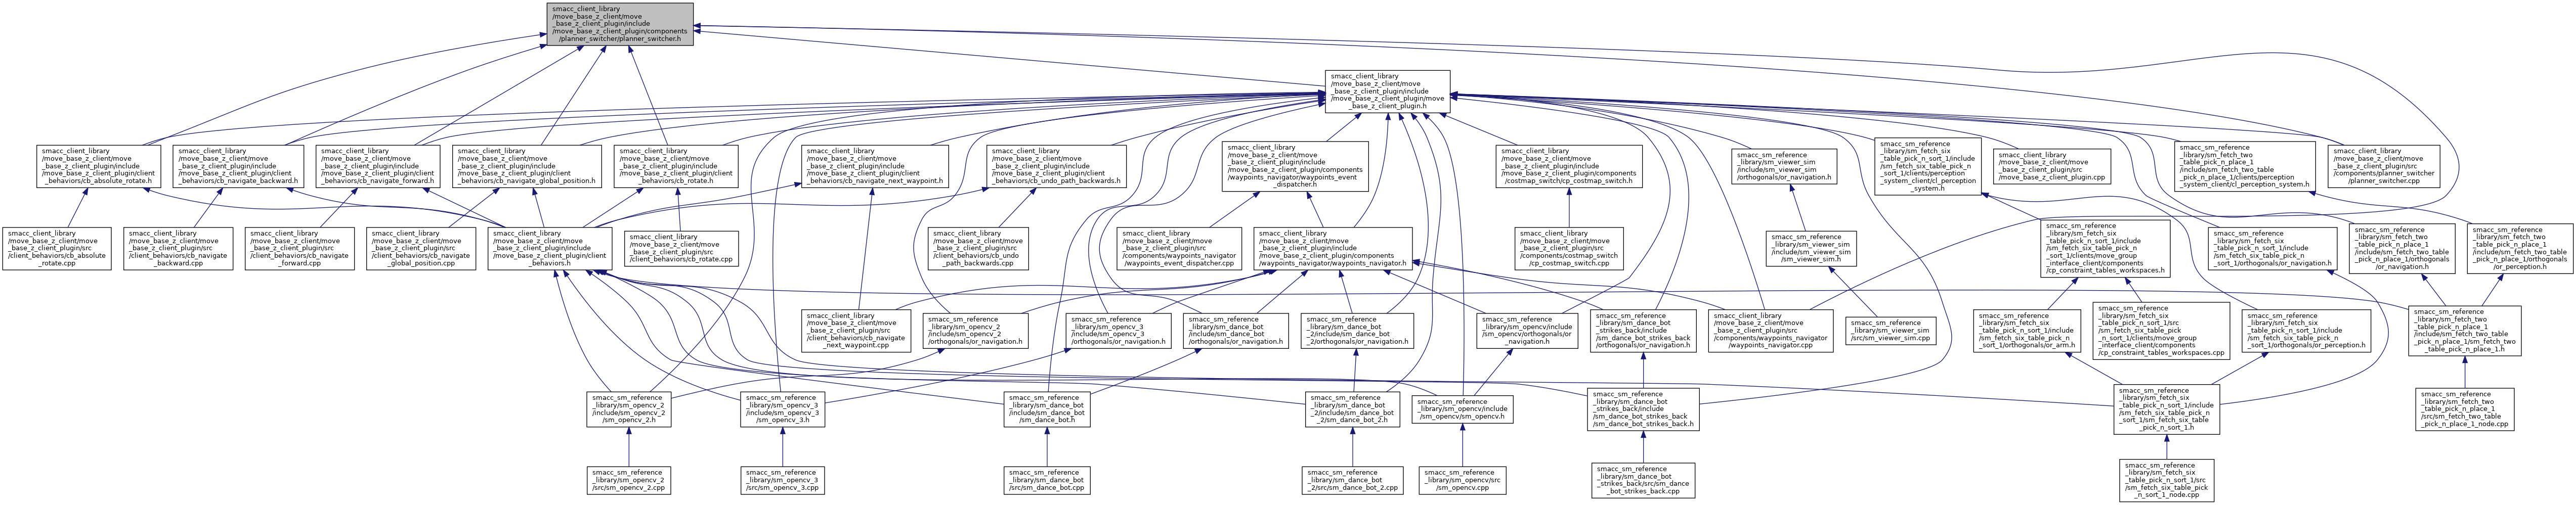 smacc_client_library
/move_base_z_client/move
_base_z_client_plugin/include
/move_base_z_client_plugin/components
/planner_switcher/planner_switcher.h
smacc_client_library
/move_base_z_client/move
_base_z_client_plugin/include
/move_base_z_client_plugin/move
_base_z_client_plugin.h
smacc_client_library
/move_base_z_client/move
_base_z_client_plugin/include
/move_base_z_client_plugin/client
_behaviors/cb_absolute_rotate.h
smacc_client_library
/move_base_z_client/move
_base_z_client_plugin/include
/move_base_z_client_plugin/client
_behaviors/cb_navigate_backward.h
smacc_client_library
/move_base_z_client/move
_base_z_client_plugin/include
/move_base_z_client_plugin/client
_behaviors/cb_navigate_forward.h
smacc_client_library
/move_base_z_client/move
_base_z_client_plugin/include
/move_base_z_client_plugin/client
_behaviors/cb_navigate_global_position.h
smacc_client_library
/move_base_z_client/move
_base_z_client_plugin/include
/move_base_z_client_plugin/client
_behaviors/cb_rotate.h
smacc_client_library
/move_base_z_client/move
_base_z_client_plugin/include
/move_base_z_client_plugin/client
_behaviors/cb_navigate_next_waypoint.h
smacc_client_library
/move_base_z_client/move
_base_z_client_plugin/include
/move_base_z_client_plugin/client
_behaviors/cb_undo_path_backwards.h
smacc_client_library
/move_base_z_client/move
_base_z_client_plugin/include
/move_base_z_client_plugin/components
/waypoints_navigator/waypoints_event
_dispatcher.h
smacc_client_library
/move_base_z_client/move
_base_z_client_plugin/include
/move_base_z_client_plugin/components
/costmap_switch/cp_costmap_switch.h
smacc_sm_reference
_library/sm_viewer_sim
/include/sm_viewer_sim
/orthogonals/or_navigation.h
smacc_sm_reference
_library/sm_fetch_six
_table_pick_n_sort_1/include
/sm_fetch_six_table_pick_n
_sort_1/clients/perception
_system_client/cl_perception
_system.h
smacc_client_library
/move_base_z_client/move
_base_z_client_plugin/src
/move_base_z_client_plugin.cpp
smacc_sm_reference
_library/sm_fetch_two
_table_pick_n_place_1
/include/sm_fetch_two_table
_pick_n_place_1/clients/perception
_system_client/cl_perception_system.h
smacc_client_library
/move_base_z_client/move
_base_z_client_plugin/src
/components/planner_switcher
/planner_switcher.cpp
smacc_client_library
/move_base_z_client/move
_base_z_client_plugin/src
/client_behaviors/cb_absolute
_rotate.cpp
smacc_client_library
/move_base_z_client/move
_base_z_client_plugin/src
/client_behaviors/cb_navigate
_backward.cpp
smacc_client_library
/move_base_z_client/move
_base_z_client_plugin/src
/client_behaviors/cb_navigate
_forward.cpp
smacc_client_library
/move_base_z_client/move
_base_z_client_plugin/src
/client_behaviors/cb_navigate
_global_position.cpp
smacc_client_library
/move_base_z_client/move
_base_z_client_plugin/include
/move_base_z_client_plugin/client
_behaviors.h
smacc_client_library
/move_base_z_client/move
_base_z_client_plugin/src
/client_behaviors/cb_rotate.cpp
smacc_client_library
/move_base_z_client/move
_base_z_client_plugin/src
/client_behaviors/cb_undo
_path_backwards.cpp
smacc_client_library
/move_base_z_client/move
_base_z_client_plugin/src
/components/waypoints_navigator
/waypoints_event_dispatcher.cpp
smacc_client_library
/move_base_z_client/move
_base_z_client_plugin/include
/move_base_z_client_plugin/components
/waypoints_navigator/waypoints_navigator.h
smacc_client_library
/move_base_z_client/move
_base_z_client_plugin/src
/components/costmap_switch
/cp_costmap_switch.cpp
smacc_sm_reference
_library/sm_viewer_sim
/include/sm_viewer_sim
/sm_viewer_sim.h
smacc_sm_reference
_library/sm_fetch_six
_table_pick_n_sort_1/include
/sm_fetch_six_table_pick_n
_sort_1/clients/move_group
_interface_client/components
/cp_constraint_tables_workspaces.h
smacc_sm_reference
_library/sm_fetch_six
_table_pick_n_sort_1/include
/sm_fetch_six_table_pick_n
_sort_1/orthogonals/or_navigation.h
smacc_sm_reference
_library/sm_fetch_two
_table_pick_n_place_1
/include/sm_fetch_two_table
_pick_n_place_1/orthogonals
/or_navigation.h
smacc_sm_reference
_library/sm_fetch_two
_table_pick_n_place_1
/include/sm_fetch_two_table
_pick_n_place_1/orthogonals
/or_perception.h
smacc_client_library
/move_base_z_client/move
_base_z_client_plugin/src
/client_behaviors/cb_navigate
_next_waypoint.cpp
smacc_sm_reference
_library/sm_opencv_2
/include/sm_opencv_2
/orthogonals/or_navigation.h
smacc_sm_reference
_library/sm_opencv_3
/include/sm_opencv_3
/orthogonals/or_navigation.h
smacc_sm_reference
_library/sm_dance_bot
/include/sm_dance_bot
/orthogonals/or_navigation.h
smacc_sm_reference
_library/sm_dance_bot
_2/include/sm_dance_bot
_2/orthogonals/or_navigation.h
smacc_sm_reference
_library/sm_opencv/include
/sm_opencv/orthogonals/or
_navigation.h
smacc_sm_reference
_library/sm_dance_bot
_strikes_back/include
/sm_dance_bot_strikes_back
/orthogonals/or_navigation.h
smacc_client_library
/move_base_z_client/move
_base_z_client_plugin/src
/components/waypoints_navigator
/waypoints_navigator.cpp
smacc_sm_reference
_library/sm_viewer_sim
/src/sm_viewer_sim.cpp
smacc_sm_reference
_library/sm_fetch_six
_table_pick_n_sort_1/include
/sm_fetch_six_table_pick_n
_sort_1/orthogonals/or_arm.h
smacc_sm_reference
_library/sm_fetch_six
_table_pick_n_sort_1/src
/sm_fetch_six_table_pick
_n_sort_1/clients/move_group
_interface_client/components
/cp_constraint_tables_workspaces.cpp
smacc_sm_reference
_library/sm_fetch_six
_table_pick_n_sort_1/include
/sm_fetch_six_table_pick_n
_sort_1/orthogonals/or_perception.h
smacc_sm_reference
_library/sm_fetch_two
_table_pick_n_place_1
/include/sm_fetch_two_table
_pick_n_place_1/sm_fetch_two
_table_pick_n_place_1.h
smacc_sm_reference
_library/sm_opencv_2
/include/sm_opencv_2
/sm_opencv_2.h
smacc_sm_reference
_library/sm_opencv_3
/include/sm_opencv_3
/sm_opencv_3.h
smacc_sm_reference
_library/sm_dance_bot
/include/sm_dance_bot
/sm_dance_bot.h
smacc_sm_reference
_library/sm_dance_bot
_2/include/sm_dance_bot
_2/sm_dance_bot_2.h
smacc_sm_reference
_library/sm_opencv/include
/sm_opencv/sm_opencv.h
smacc_sm_reference
_library/sm_dance_bot
_strikes_back/include
/sm_dance_bot_strikes_back
/sm_dance_bot_strikes_back.h
smacc_sm_reference
_library/sm_fetch_six
_table_pick_n_sort_1/include
/sm_fetch_six_table_pick_n
_sort_1/sm_fetch_six_table
_pick_n_sort_1.h
smacc_sm_reference
_library/sm_fetch_two
_table_pick_n_place_1
/src/sm_fetch_two_table
_pick_n_place_1_node.cpp
smacc_sm_reference
_library/sm_opencv_2
/src/sm_opencv_2.cpp
smacc_sm_reference
_library/sm_opencv_3
/src/sm_opencv_3.cpp
smacc_sm_reference
_library/sm_dance_bot
/src/sm_dance_bot.cpp
smacc_sm_reference
_library/sm_dance_bot
_2/src/sm_dance_bot_2.cpp
smacc_sm_reference
_library/sm_opencv/src
/sm_opencv.cpp
smacc_sm_reference
_library/sm_dance_bot
_strikes_back/src/sm_dance
_bot_strikes_back.cpp
smacc_sm_reference
_library/sm_fetch_six
_table_pick_n_sort_1/src
/sm_fetch_six_table_pick
_n_sort_1_node.cpp